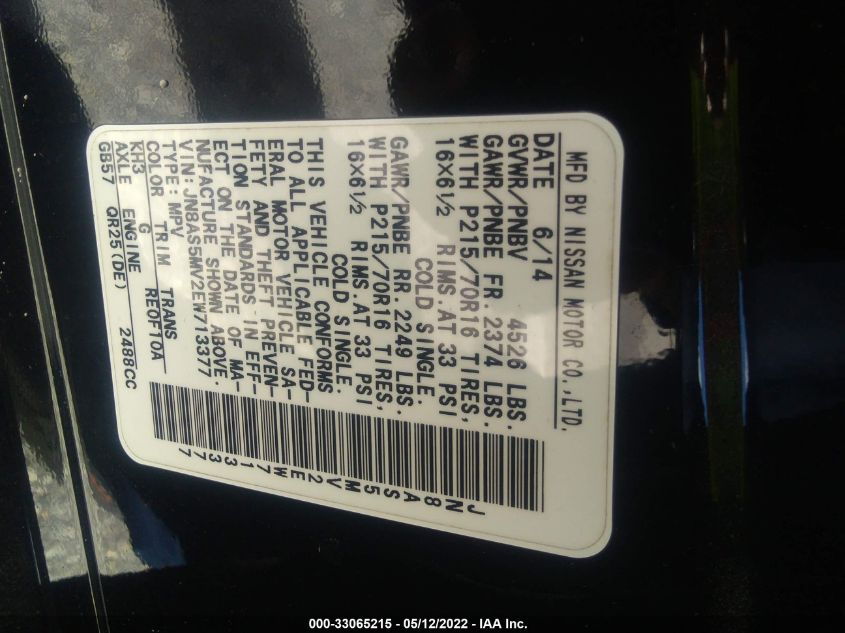 MFD BY NISSAN MOTOR CO.,LTD.
DATE 6/14
GVWR/PNBV 4526 LBS.
GAWR/PNBE FR. 2374 LBS.
WITH P215/70R16 TIRES,
16×6½ RIMS. AT 33 PSI
COLD SINGLE
GAWR/PNBE RR. 2249 LBS.
WITH P215/70R16 TIRES,
16×6½ RIMS. AT 33 PSI
COLD SINGLE.
THIS VEHICLE CONFORMS
TO ALL APPLICABLE FED-
ERAL MOTOR VEHICLE SA-
FETY AND THEFT PREVEN-
TION STANDARDS IN EFF-
ECT ON THE DATE OF MA-
NUFACTURE SHOWN ABOVE.
VIN: JN8AS5MV2EW713377
TYPE: MPV
COLOR TRIM TRANS
KH3 G REOFTOA
AXLE ENGINE
GB57 QR25(DE) 2488CC
JN8AS5MV2EW713377
000-33065215 - 05/12/2022 - IAA Inc.